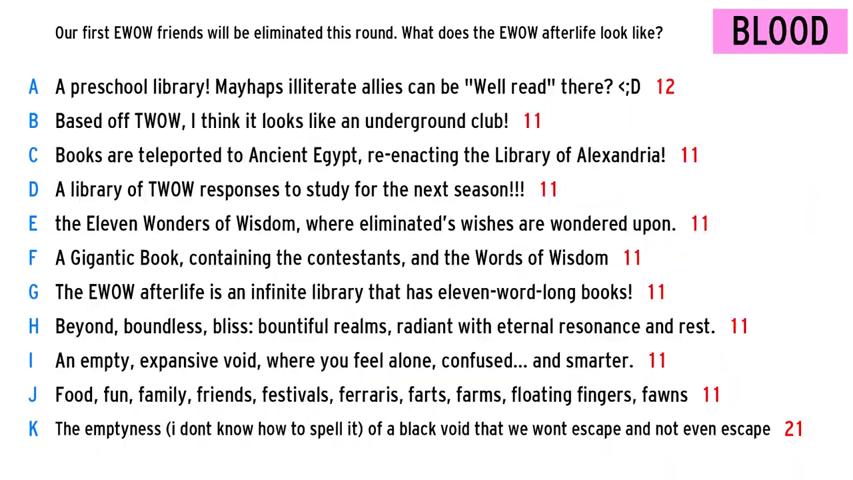 Our first EWOW friends will be eliminated this round. What does the EWOW afterlife look like?
BLOOD
A A preschool library! Mayhaps illiterate allies can be "Well read" there? <;D 12
B Based off TWOW, I think it looks like an underground club! 11
C Books are teleported to Ancient Egypt, re-enacting the Library of Alexandria! 11
D A library of TWOW responses to study for the next season!!! 11
E the Eleven Wonders of Wisdom, where eliminated's wishes are wondered upon. 11
F A Gigantic Book, containing the contestants, and the Words of Wisdom 11
G The EWOW afterlife is an infinite library that has eleven-word-long books! 11
H Beyond, boundless, bliss: bountiful realms, radiant with eternal resonance and rest. 11
I An empty, expansive void, where you feel alone, confused... and smarter. 11
J Food, fun, family, friends, festivals, ferraris, farts, farms, floating fingers, fawns 11
K The emptyness (i dont know how to spell it) of a black void that we wont escape and not even escape 21